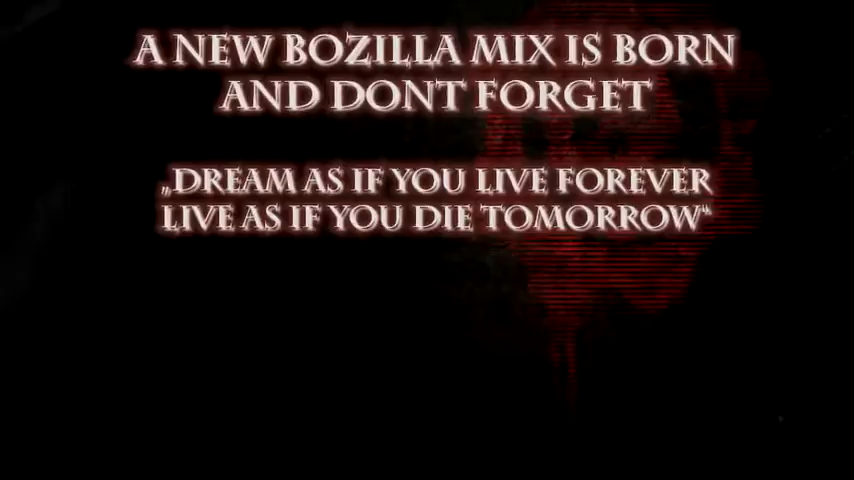 A NEW BOZILLA MIX IS BORN
AND DONT FORGET
„DREAM AS IF YOU LIVE FOREVER
LIVE AS IF YOU DIE TOMORROW“